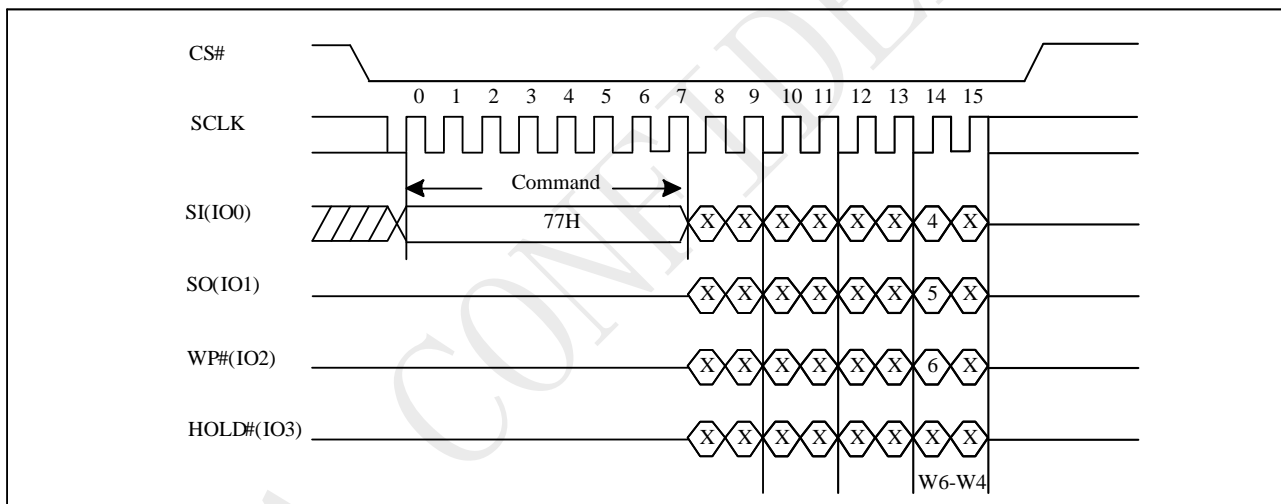 CS#
0 1 2 3 4 5 6 7 8 9 10 11 12 13 14 15
SCLK
Command
SI(IO0) 77H X X X X X X 4 X
SO(IO1) X X X X X X 5 X
WP#(IO2) X X X X X X 6 X
HOLD#(IO3) X X X X X X X X
W6-W4